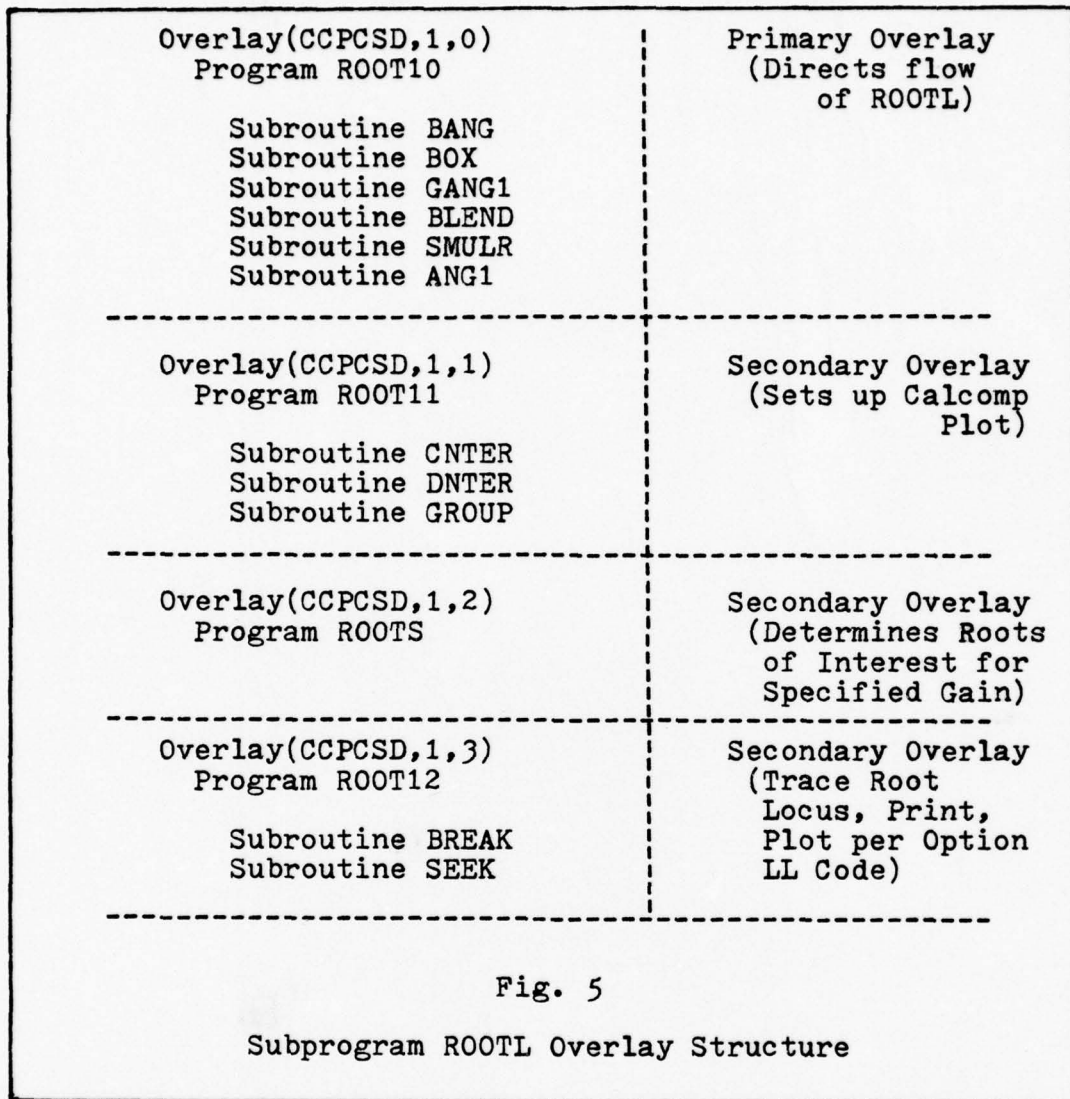 Overlay(CCPCSD,1,0)
Program ROOT10
Subroutine BANG
Subroutine BOX
Subroutine GANG1
Subroutine BLEND
Subroutine SMULR
Subroutine ANG1
Primary Overlay
(Directs flow
of ROOTL)
Overlay(CCPCSD,1,1)
Program ROOT11
Subroutine CNTER
Subroutine DNTER
Subroutine GROUP
Secondary Overlay
(Sets up Calcomp
Plot)
Overlay(CCPCSD,1,2)
Program ROOTS
Secondary Overlay
(Determines Roots
of Interest for
Specified Gain)
Overlay(CCPCSD,1,3)
Program ROOT12
Subroutine BREAK
Subroutine SEEK
Secondary Overlay
(Trace Root
Locus, Print,
Plot per Option
LL Code)
Fig. 5
Subprogram ROOTL Overlay Structure